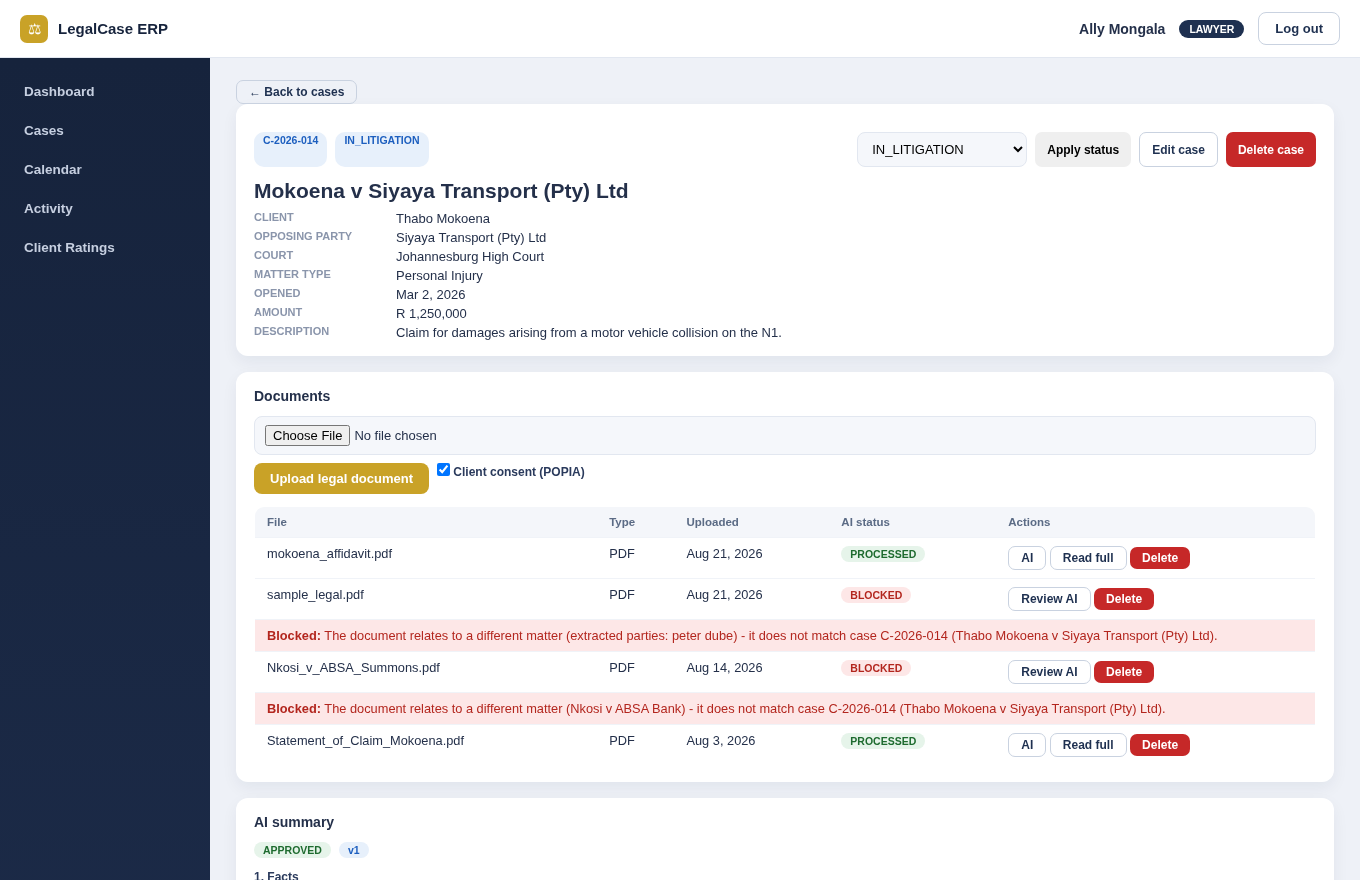 ⚖ LegalCase ERP Ally Mongala LAWYER Log out
Dashboard
Cases
Calendar
Activity
Client Ratings
← Back to cases
C-2026-014 IN_LITIGATION IN_LITIGATION Apply status Edit case Delete case
Mokoena v Siyaya Transport (Pty) Ltd
CLIENT Thabo Mokoena
OPPOSING PARTY Siyaya Transport (Pty) Ltd
COURT Johannesburg High Court
MATTER TYPE Personal Injury
OPENED Mar 2, 2026
AMOUNT R 1,250,000
DESCRIPTION Claim for damages arising from a motor vehicle collision on the N1.
Documents
Choose File No file chosen
Upload legal document Client consent (POPIA)
File Type Uploaded AI status Actions
mokoena_affidavit.pdf PDF Aug 21, 2026 PROCESSED AI Read full Delete
sample_legal.pdf PDF Aug 21, 2026 BLOCKED Review AI Delete
Blocked: The document relates to a different matter (extracted parties: peter dube) - it does not match case C-2026-014 (Thabo Mokoena v Siyaya Transport (Pty) Ltd).
Nkosi_v_ABSA_Summons.pdf PDF Aug 14, 2026 BLOCKED Review AI Delete
Blocked: The document relates to a different matter (Nkosi v ABSA Bank) - it does not match case C-2026-014 (Thabo Mokoena v Siyaya Transport (Pty) Ltd).
Statement_of_Claim_Mokoena.pdf PDF Aug 3, 2026 PROCESSED AI Read full Delete
AI summary
APPROVED v1
1. Facts